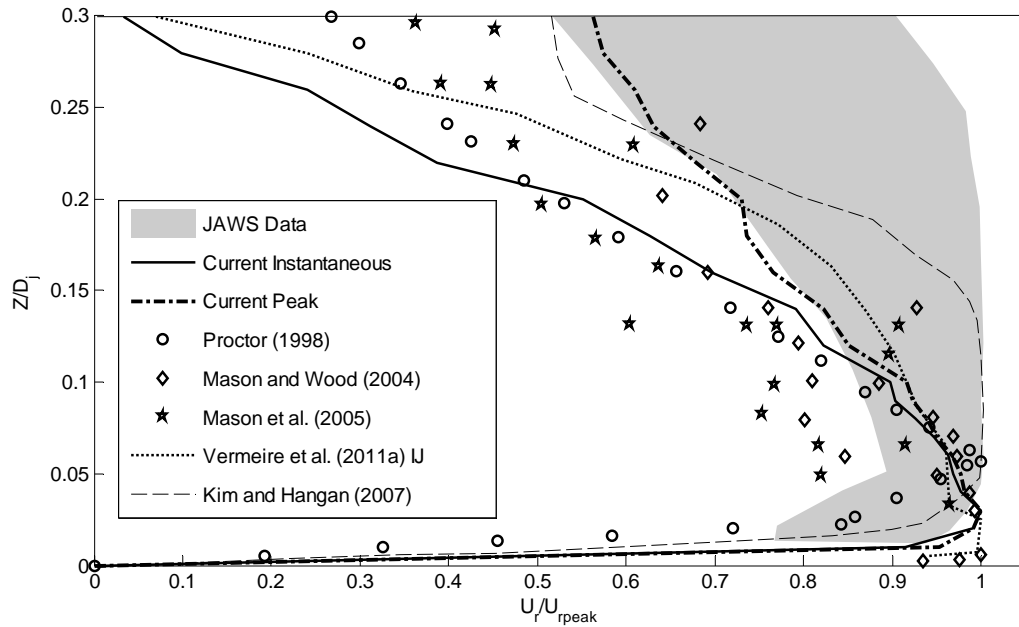 0.3
0.25
0.2
0.15
0.1
0.05
0
Z/D_j
JAWS Data
Current Instantaneous
Current Peak
Proctor (1998)
Mason and Wood (2004)
Mason et al. (2005)
Vermeire et al. (2011a) IJ
Kim and Hangan (2007)
0 0.1 0.2 0.3 0.4 0.5 0.6 0.7 0.8 0.9 1
U_r/U_rpeak